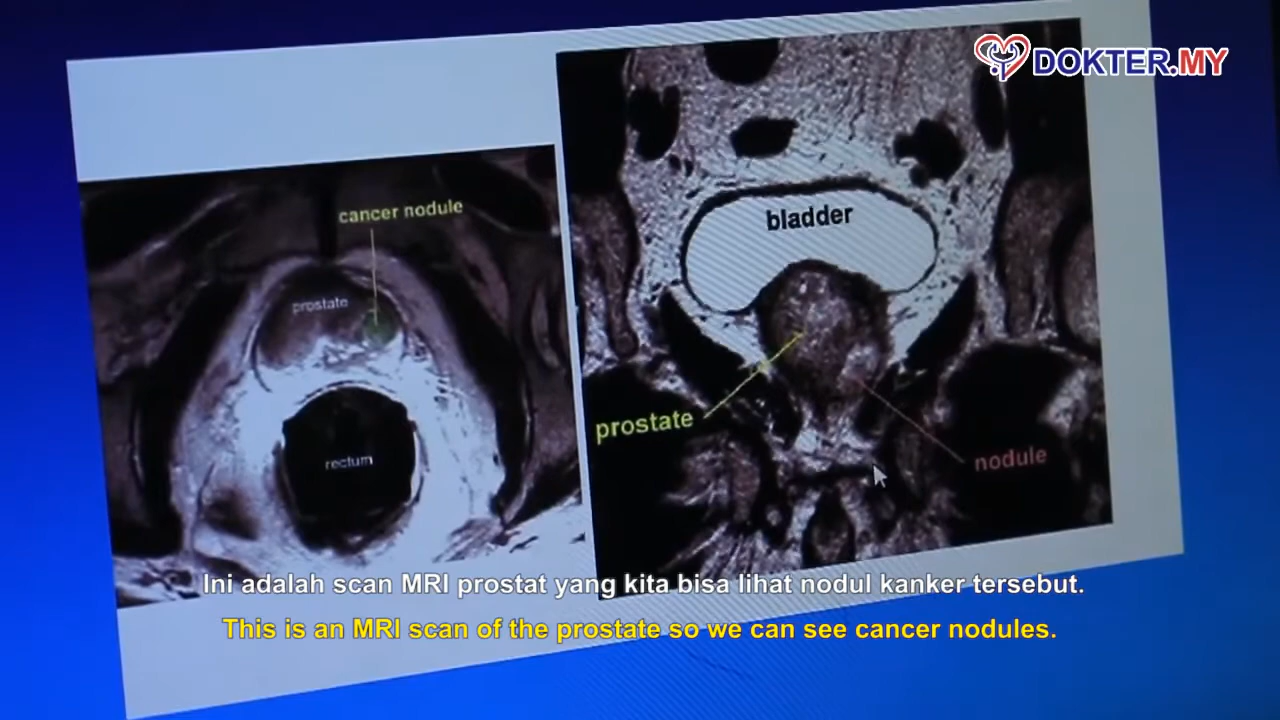 DOKTER.MY
cancer nodule
prostate
rectum
bladder
prostate
nodule
Ini adalah scan MRI prostat yang kita bisa lihat nodul kanker tersebut.
This is an MRI scan of the prostate so we can see cancer nodules.